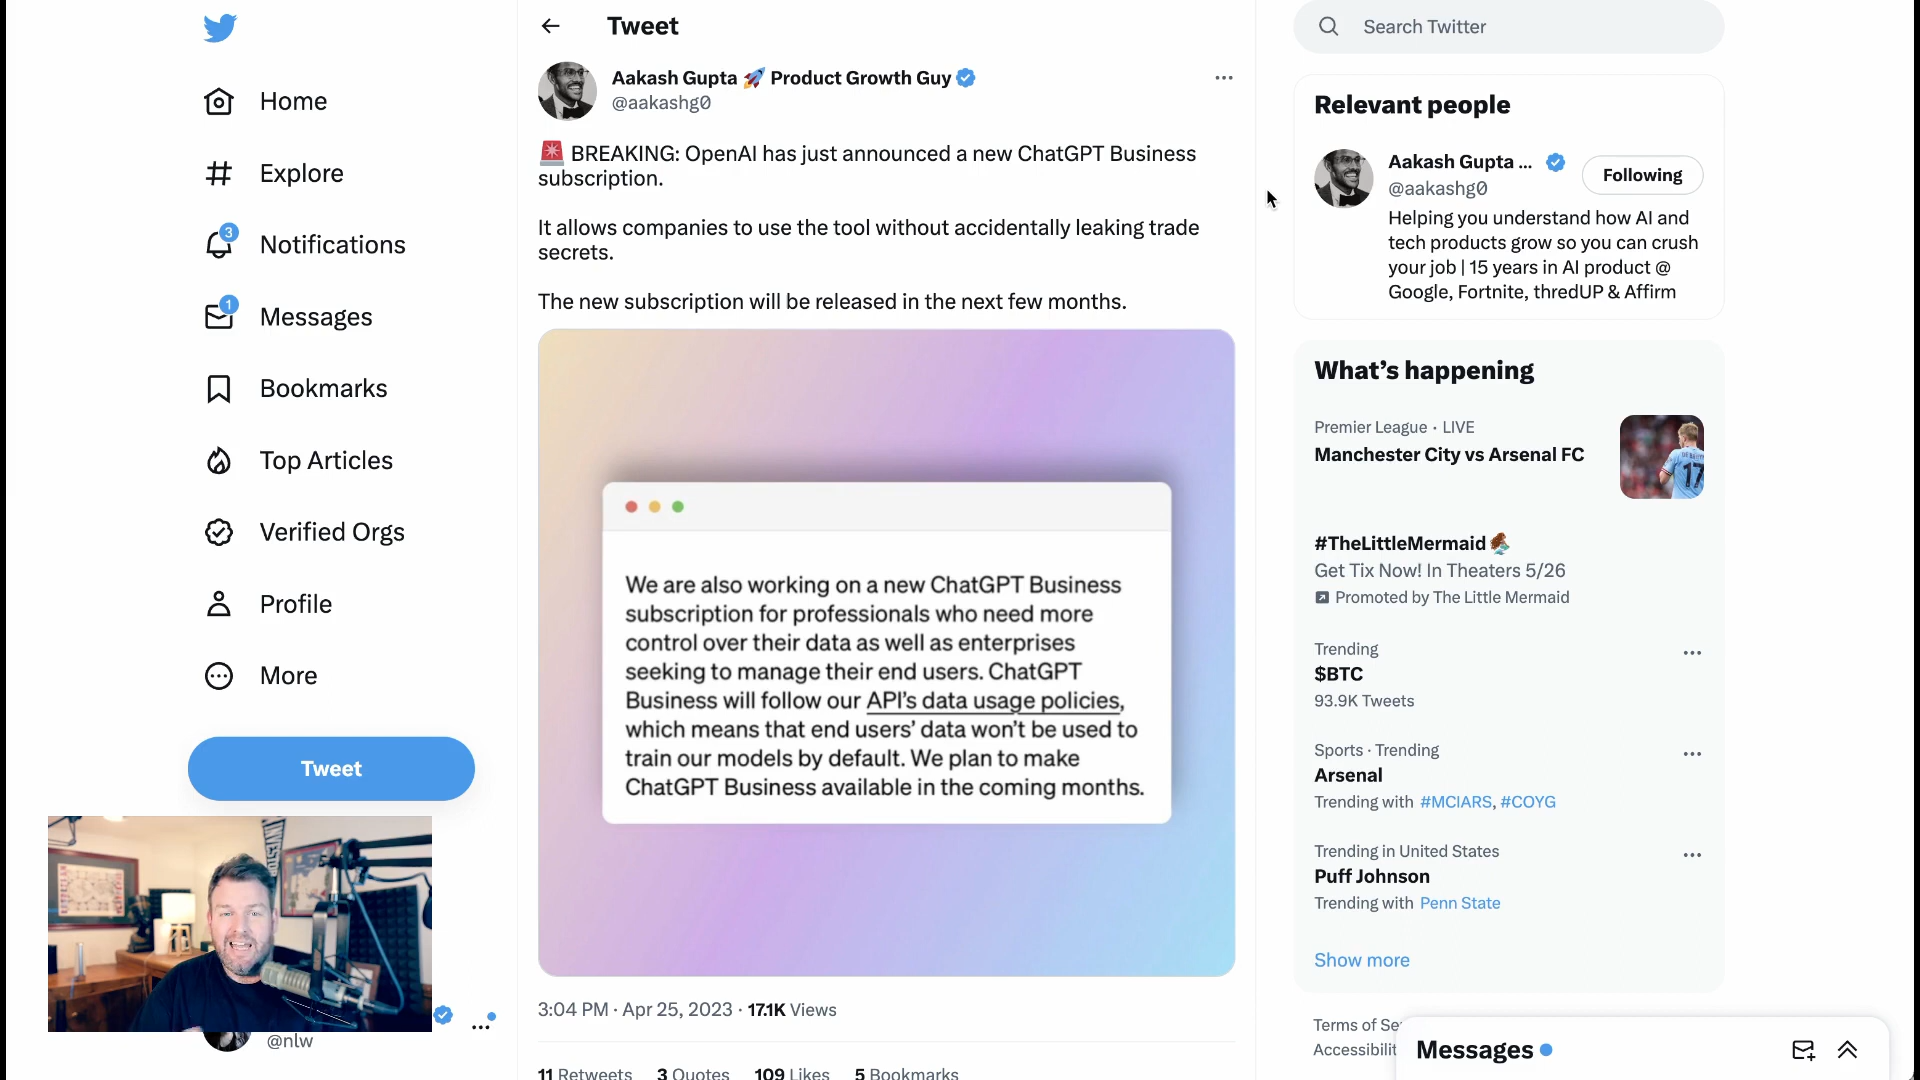 Home
Explore
3
Notifications
1
Messages
Bookmarks
Top Articles
Verified Orgs
Profile
More
Tweet
@nlw
Tweet
Aakash Gupta 🚀 Product Growth Guy
@aakashg0
🚨 BREAKING: OpenAI has just announced a new ChatGPT Business
subscription.
It allows companies to use the tool without accidentally leaking trade
secrets.
The new subscription will be released in the next few months.
We are also working on a new ChatGPT Business
subscription for professionals who need more
control over their data as well as enterprises
seeking to manage their end users. ChatGPT
Business will follow our API's data usage policies,
which means that end users' data won't be used to
train our models by default. We plan to make
ChatGPT Business available in the coming months.
3:04 PM · Apr 25, 2023 · 17.1K Views
11 Retweets 3 Quotes 109 Likes 5 Bookmarks
Search Twitter
Relevant people
Aakash Gupta ...
@aakashg0
Following
Helping you understand how AI and
tech products grow so you can crush
your job | 15 years in AI product @
Google, Fortnite, thredUP & Affirm
What's happening
Premier League · LIVE
Manchester City vs Arsenal FC
17
#TheLittleMermaid
Get Tix Now! In Theaters 5/26
Promoted by The Little Mermaid
Trending
$BTC
93.9K Tweets
Sports · Trending
Arsenal
Trending with #MCIARS, #COYG
Trending in United States
Puff Johnson
Trending with Penn State
Show more
Terms of Se
Accessibilit
Messages